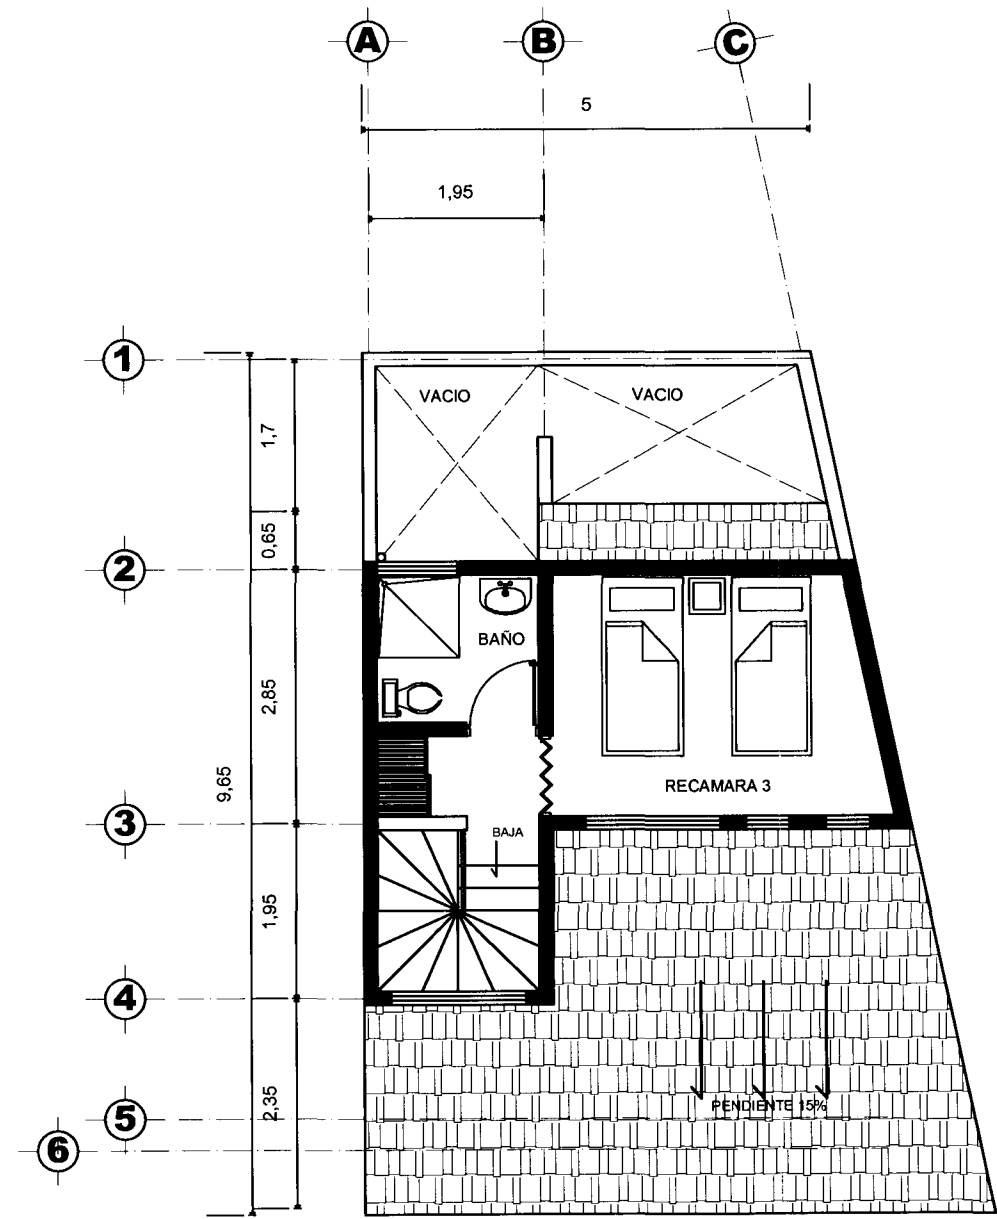 A
B
C
5
1,95
1
VACIO
VACIO
1,7
0,65
2
BAÑO
2,85
9,65
RECAMARA 3
3
BAJA
1,95
4
2,35
PENDIENTE 15%
5
6